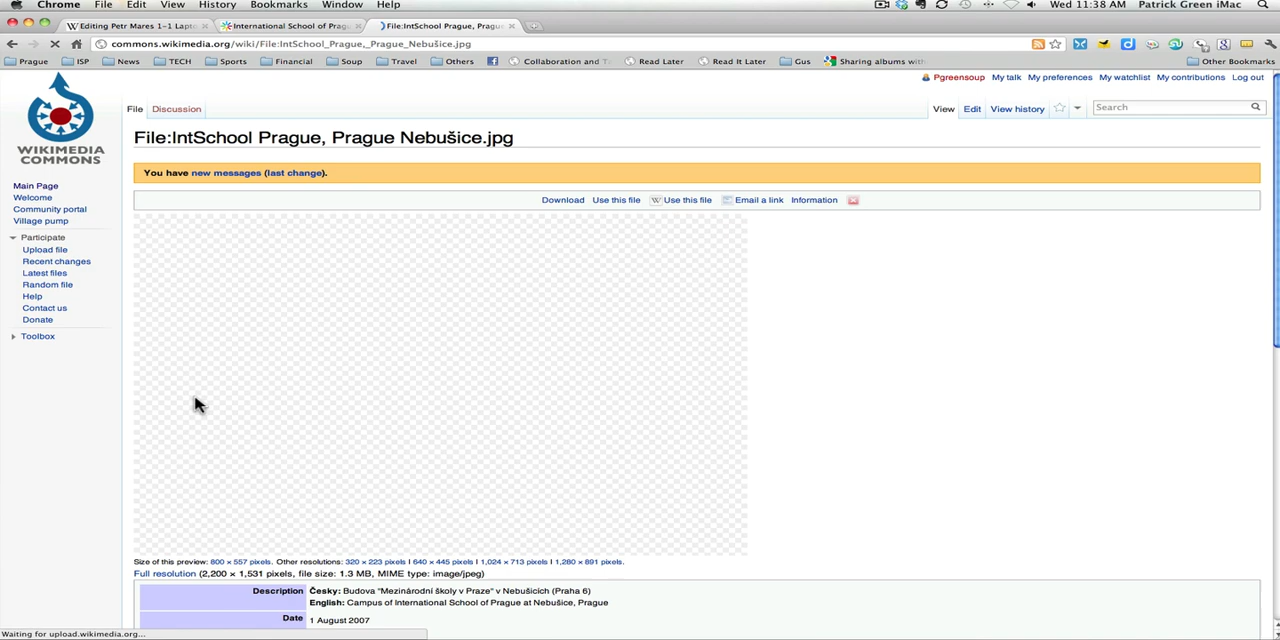 Chrome File Edit View History Bookmarks Window Help Wed 11:38 AM Patrick Green iMac
Editing Petr Mares 1-1 Lapt International School of Prag File:IntSchool Prague, Pragu
commons.wikimedia.org/wiki/File:IntSchool_Prague,_Prague_Nebušice.jpg
Prague ISP News TECH Sports Financial Soup Travel Others Collaboration and T Read Later Read It Later Gus Sharing albums wit Other Bookmarks
Pgreensoup My talk My preferences My watchlist My contributions Log out
File Discussion View Edit View history Search
WIKIMEDIA
COMMONS
File:IntSchool Prague, Prague Nebušice.jpg
You have new messages (last change).
Download Use this file W Use this file Email a link Information
Main Page
Welcome
Community portal
Village pump
Participate
Upload file
Recent changes
Latest files
Random file
Help
Contact us
Donate
Toolbox
Size of this preview: 800 × 557 pixels. Other resolutions: 320 × 223 pixels | 640 × 445 pixels | 1,024 × 713 pixels | 1,280 × 891 pixels.
Full resolution (2,200 × 1,531 pixels, file size: 1.3 MB, MIME type: image/jpeg)
Description Česky: Budova "Mezinárodní školy v Praze" v Nebušicích (Praha 6)
English: Campus of International School of Prague at Nebušice, Prague
Date 1 August 2007
Waiting for upload.wikimedia.org...